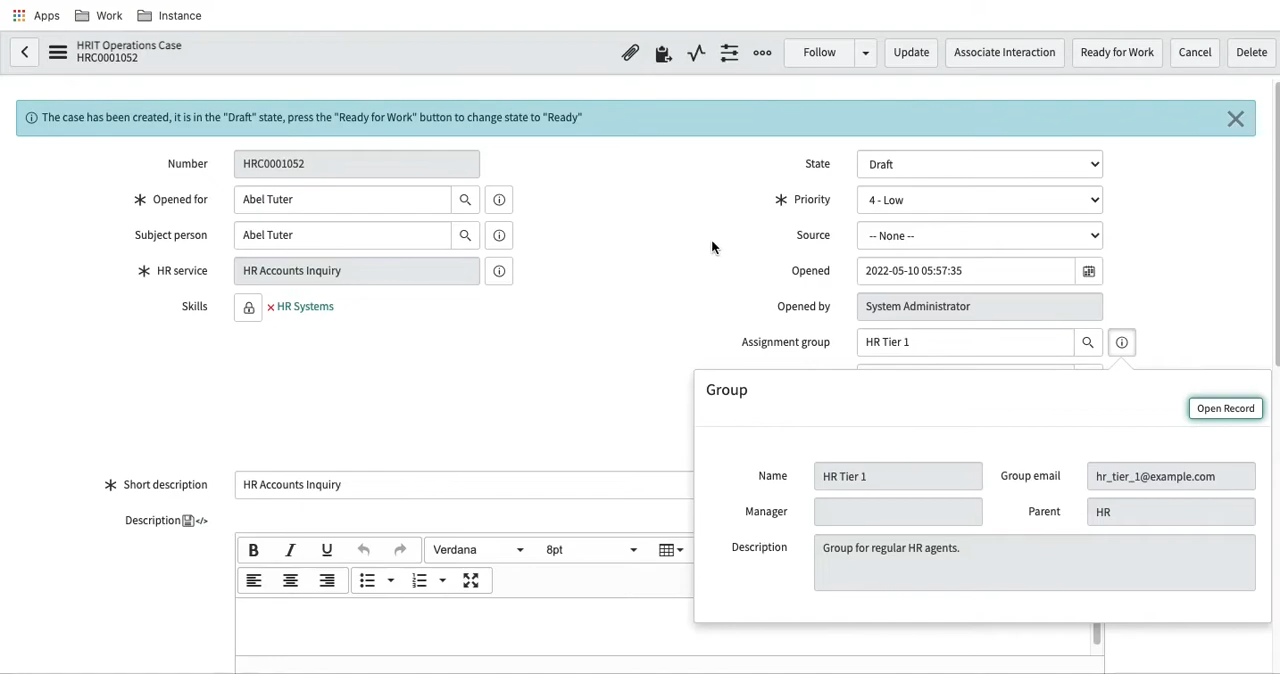 Apps Work Instance
HRIT Operations Case
HRC0001052
Follow Update Associate Interaction Ready for Work Cancel Delete
The case has been created, it is in the "Draft" state, press the "Ready for Work" button to change state to "Ready"
Number HRC0001052 State Draft
Opened for Abel Tuter Priority 4 - Low
Subject person Abel Tuter Source -- None --
HR service HR Accounts Inquiry Opened 2022-05-10 05:57:35
Skills HR Systems Opened by System Administrator
Assignment group HR Tier 1
Group
Open Record
Name HR Tier 1 Group email hr_tier_1@example.com
Short description HR Accounts Inquiry
Manager Parent HR
Description
Description Group for regular HR agents.
B I U Verdana 8pt